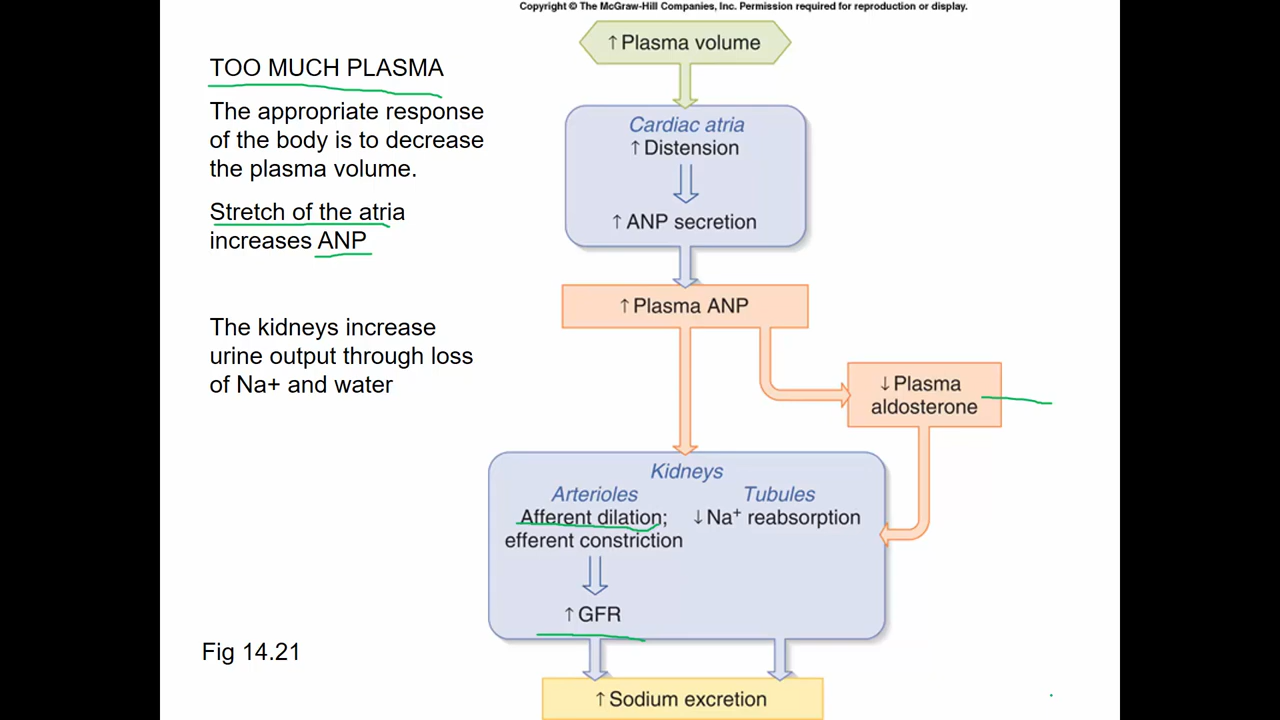 Copyright © The McGraw-Hill Companies, Inc. Permission required for reproduction or display.
TOO MUCH PLASMA
The appropriate response
of the body is to decrease
the plasma volume.
Stretch of the atria
increases ANP
The kidneys increase
urine output through loss
of Na+ and water
Fig 14.21
↑Plasma volume
Cardiac atria
↑Distension
↑ANP secretion
↑Plasma ANP
↓Plasma
aldosterone
Kidneys
Arterioles
Afferent dilation;
efferent constriction
↑GFR
Tubules
↓Na⁺ reabsorption
↑Sodium excretion